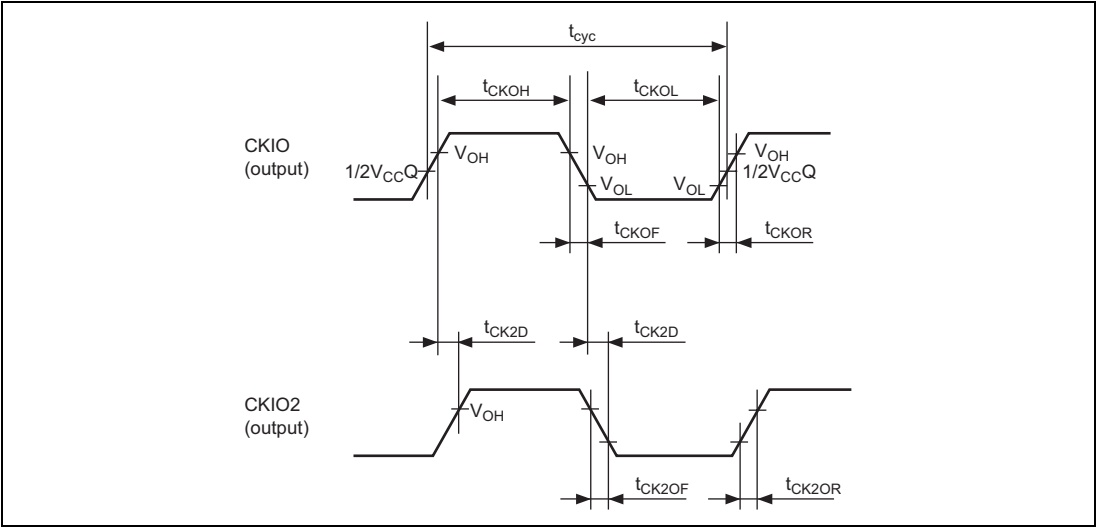 tcyc
tCKOH
tCKOL
CKIO
(output)
1/2VCCQ
VOH
VOH
VOL
VOL
VOH
1/2VCCQ
tCKOF
tCKOR
tCK2D
tCK2D
CKIO2
(output)
VOH
tCK2OF
tCK2OR